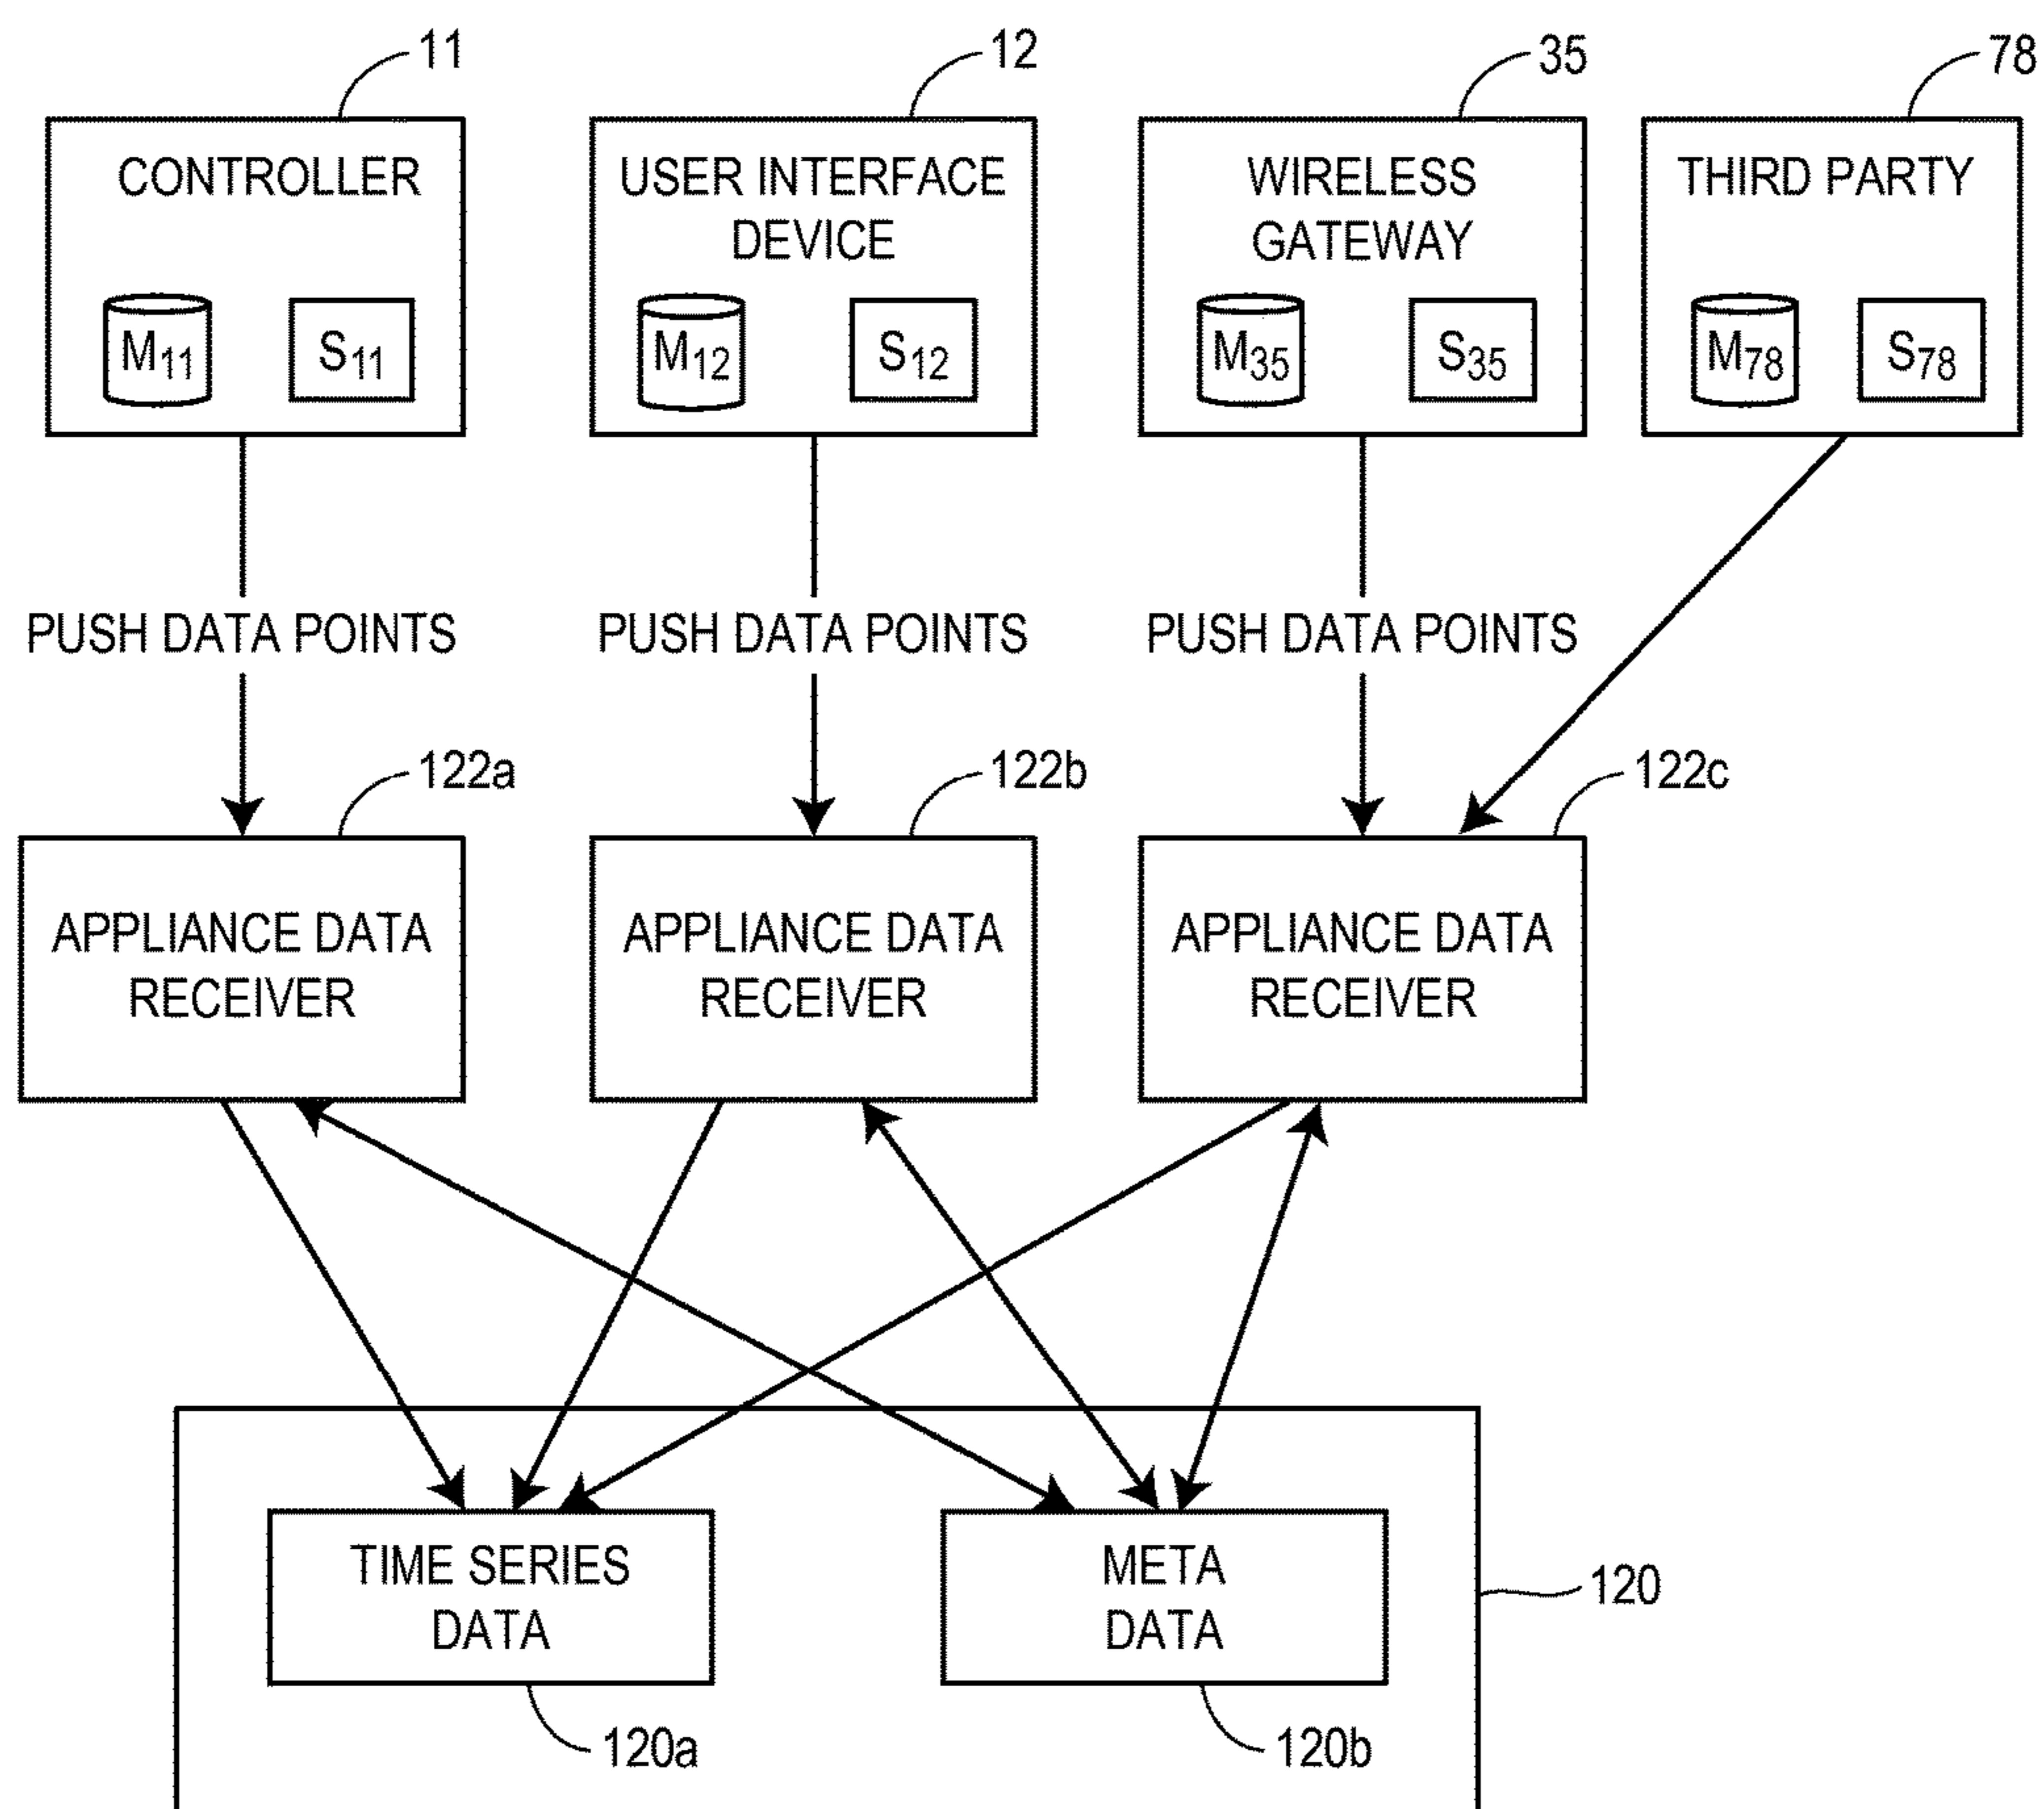 11
12
35
78
CONTROLLER
USER INTERFACE
DEVICE
WIRELESS
GATEWAY
THIRD PARTY
M11
S11
M12
S12
M35
S35
M78
S78
PUSH DATA POINTS
PUSH DATA POINTS
PUSH DATA POINTS
122a
122b
122c
APPLIANCE DATA
RECEIVER
APPLIANCE DATA
RECEIVER
APPLIANCE DATA
RECEIVER
TIME SERIES
DATA
META
DATA
120
120a
120b